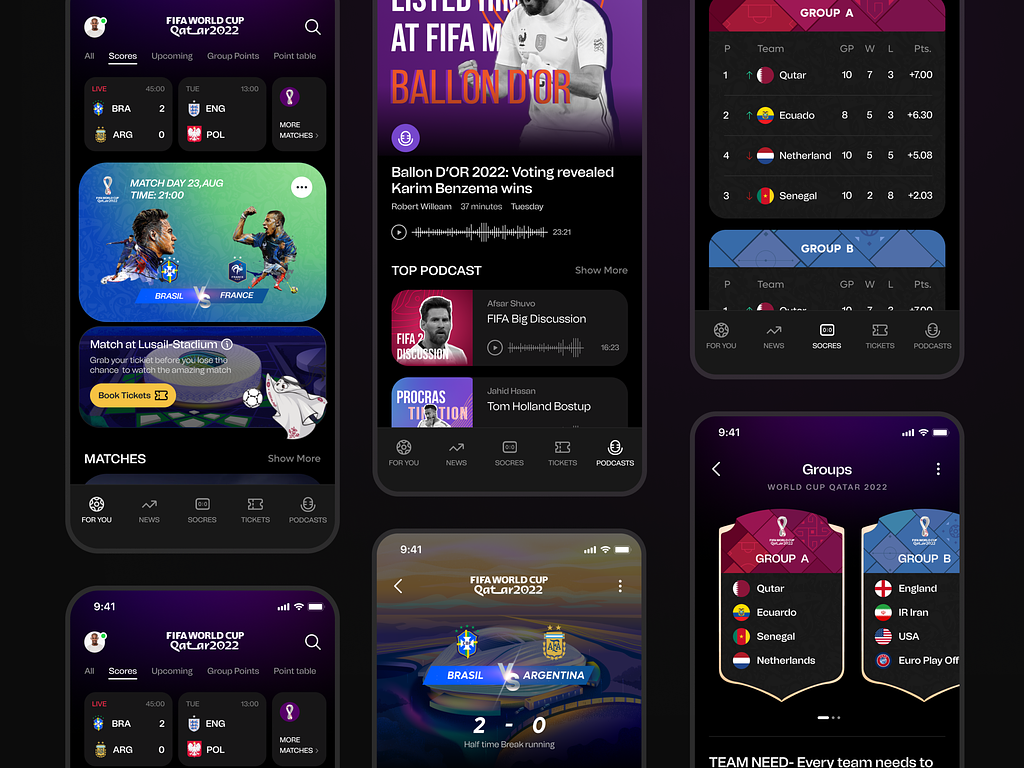 FIFA WORLD CUP
Qatar2022
All Scores Upcoming Group Points Point table
LIVE 45:00
BRA 2
ARG 0
TUE 13:00
ENG
POL
MORE
MATCHES ›
MATCH DAY 23,AUG
TIME: 21:00
BRASIL VS FRANCE
Match at Lusail-Stadium
Grab your ticket before you lose the
chance to watch the amazing match
Book Tickets
MATCHES Show More
FOR YOU NEWS SOCRES TICKETS PODCASTS
9:41
FIFA WORLD CUP
Qatar2022
All Scores Upcoming Group Points Point table
LIVE 45:00
BRA 2
ARG 0
TUE 13:00
ENG
POL
MORE
MATCHES ›
AT FIFA
BALLON D'OR
Ballon D'OR 2022: Voting revealed
Karim Benzema wins
Robert Willeam 37 minutes Tuesday
23:21
TOP PODCAST Show More
FIFA 2
DISCUSSION
Afsar Shuvo
FIFA Big Discussion
16:23
PROCRAS
Jahid Hasan
Tom Holland Bostup
FOR YOU NEWS SOCRES TICKETS PODCASTS
9:41
FIFA WORLD CUP
Qatar2022
BRASIL VS ARGENTINA
2 - 0
Half time Break running
GROUP A
P Team GP W L Pts.
1 Qutar 10 7 3 +7.00
2 Ecuado 8 5 3 +6.30
4 Netherland 10 5 5 +5.08
3 Senegal 10 2 8 +2.03
GROUP B
P Team GP W L Pts.
1 Qutar 10 7 3 +7.00
FOR YOU NEWS SOCRES TICKETS PODCASTS
9:41
Groups
WORLD CUP QATAR 2022
GROUP A
Qutar
Ecuardo
Senegal
Netherlands
GROUP B
England
IR Iran
USA
Euro Play Off
TEAM NEED- Every team needs to